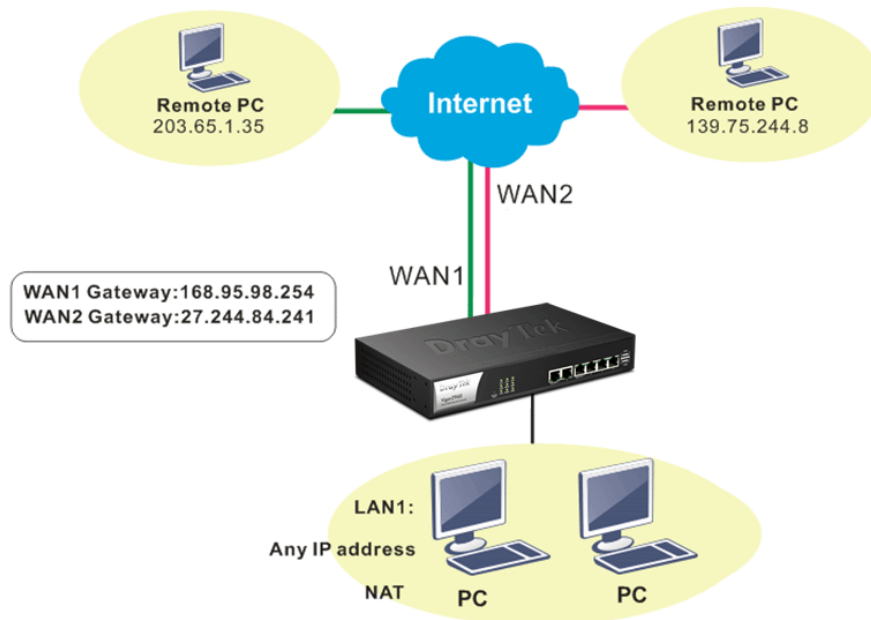 Remote PC
203.65.1.35
Internet
Remote PC
139.75.244.8
WAN2
WAN1
WAN1 Gateway:168.95.98.254
WAN2 Gateway:27.244.84.241
DrayTek
DrayTek
LAN1:
Any IP address
NAT
PC
PC